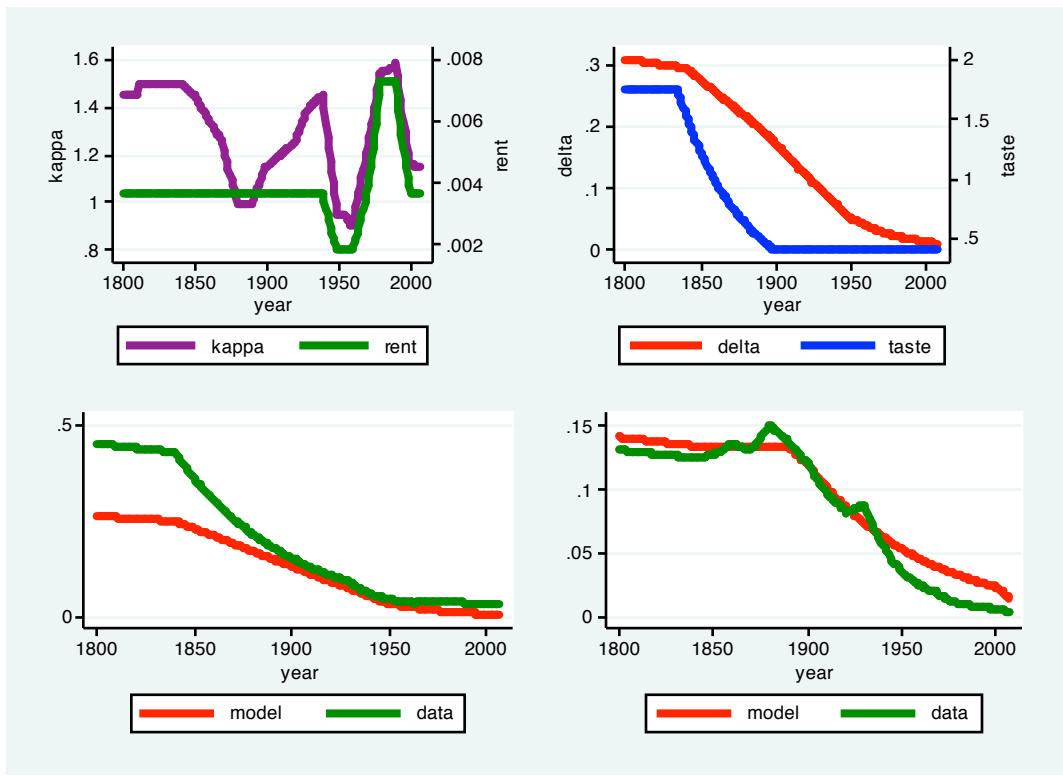 1.6
1.4
1.2
1
.8
kappa
.008
.006
.004
.002
rent
1800 1850 1900 1950 2000
year
kappa rent
.3
.2
.1
0
delta
2
1.5
1
.5
taste
1800 1850 1900 1950 2000
year
delta taste
.5
0
1800 1850 1900 1950 2000
year
model data
.15
.1
.05
0
1800 1850 1900 1950 2000
year
model data